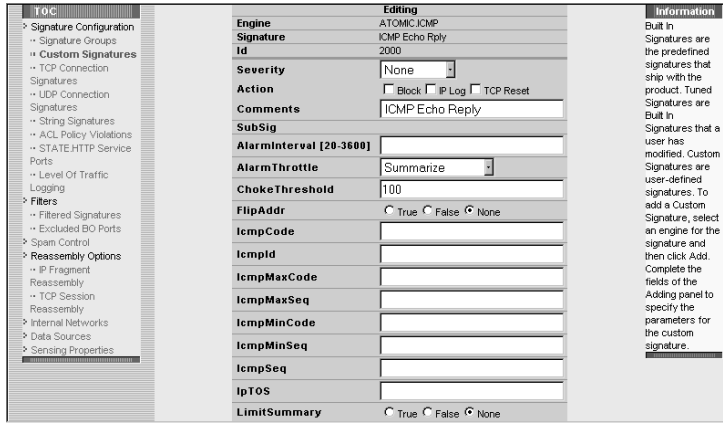 TOC
Signature Configuration
Signature Groups
Custom Signatures
TCP Connection
Signatures
UDP Connection
Signatures
String Signatures
ACL Policy Violations
STATE.HTTP Service
Ports
Level Of Traffic
Logging
Filters
Filtered Signatures
Excluded BO Ports
Spam Control
Reassembly Options
IP Fragment
Reassembly
TCP Session
Reassembly
Internal Networks
Data Sources
Sensing Properties
Editing
Engine ATOMIC.ICMP
Signature ICMP Echo Rply
Id 2000
Severity None
Action Block IP Log TCP Reset
Comments ICMP Echo Reply
SubSig
AlarmInterval [20-3600]
AlarmThrottle Summarize
ChokeThreshold 100
FlipAddr True False None
IcmpCode
IcmpId
IcmpMaxCode
IcmpMaxSeq
IcmpMinCode
IcmpMinSeq
IcmpSeq
IpTOS
LimitSummary True False None
Information
Built In
Signatures are
the predefined
signatures that
ship with the
product. Tuned
Signatures are
Built In
Signatures that a
user has
modified. Custom
Signatures are
user-defined
signatures. To
add a Custom
Signature, select
an engine for the
signature and
then click Add.
Complete the
fields of the
Adding panel to
specify the
parameters for
the custom
signature.